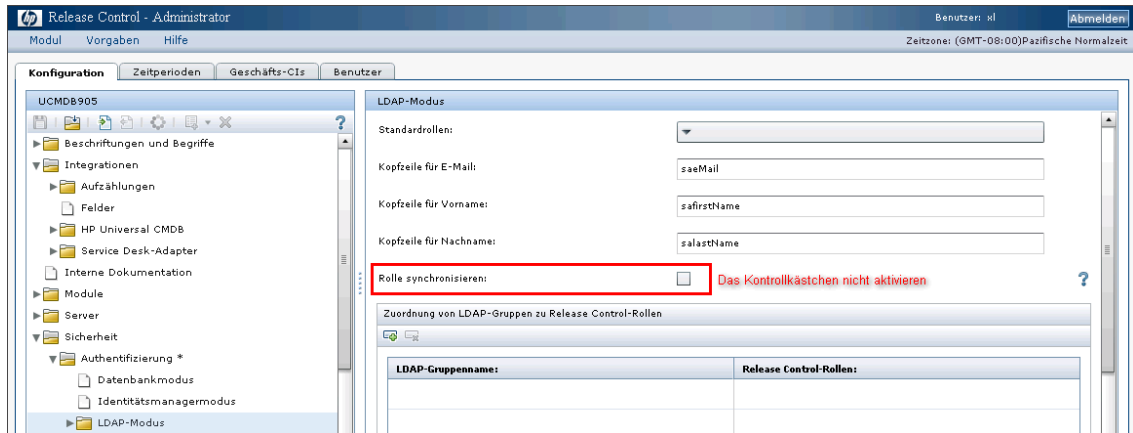 hp Release Control - Administrator
Benutzer: xl
Abmelden
Modul Vorgaben Hilfe
Zeitzone: (GMT-08:00)Pazifische Normalzeit
Konfiguration Zeitperioden Geschäfts-CIs Benutzer
UCMDB905
?
Beschriftungen und Begriffe
Integrationen
Aufzählungen
Felder
HP Universal CMDB
Service Desk-Adapter
Interne Dokumentation
Module
Server
Sicherheit
Authentifizierung *
Datenbankmodus
Identitätsmanagermodus
LDAP-Modus
LDAP-Modus
Standardrollen:
Kopfzeile für E-Mail: saeMail
Kopfzeile für Vorname: safirstName
Kopfzeile für Nachname: salastName
Rolle synchronisieren: Das Kontrollkästchen nicht aktivieren ?
Zuordnung von LDAP-Gruppen zu Release Control-Rollen
LDAP-Gruppenname: Release Control-Rollen: